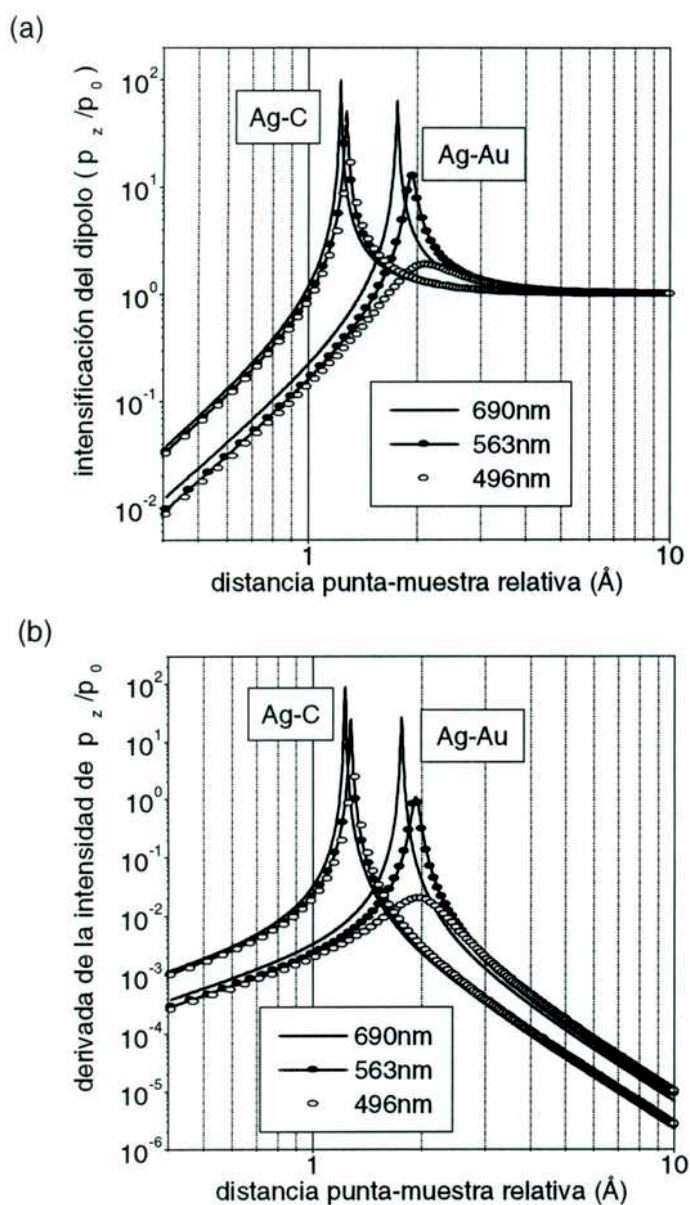 (a)
intensificación del dipolo ( p z / p 0 )
10²
10¹
10⁰
10⁻¹
10⁻²
Ag-C
Ag-Au
690nm
563nm
496nm
1
10
distancia punta-muestra relativa (Å)
(b)
derivada de la intensidad de p z / p 0
10²
10¹
10⁰
10⁻¹
10⁻²
10⁻³
10⁻⁴
10⁻⁵
10⁻⁶
Ag-C
Ag-Au
690nm
563nm
496nm
1
10
distancia punta-muestra relativa (Å)